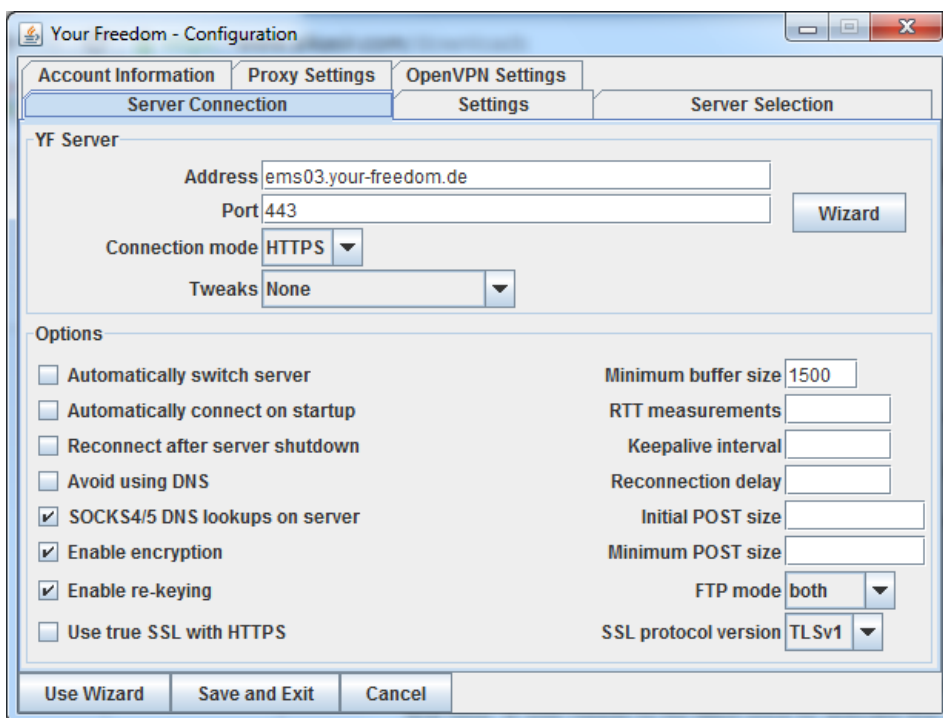 Your Freedom - Configuration
Account Information Proxy Settings OpenVPN Settings
Server Connection Settings Server Selection
YF Server
Address ems03.your-freedom.de
Port 443
Wizard
Connection mode HTTPS
Tweaks None
Options
Automatically switch server Minimum buffer size 1500
Automatically connect on startup RTT measurements
Reconnect after server shutdown Keepalive interval
Avoid using DNS Reconnection delay
SOCKS4/5 DNS lookups on server Initial POST size
Enable encryption Minimum POST size
Enable re-keying FTP mode both
Use true SSL with HTTPS SSL protocol version TLSv1
Use Wizard Save and Exit Cancel